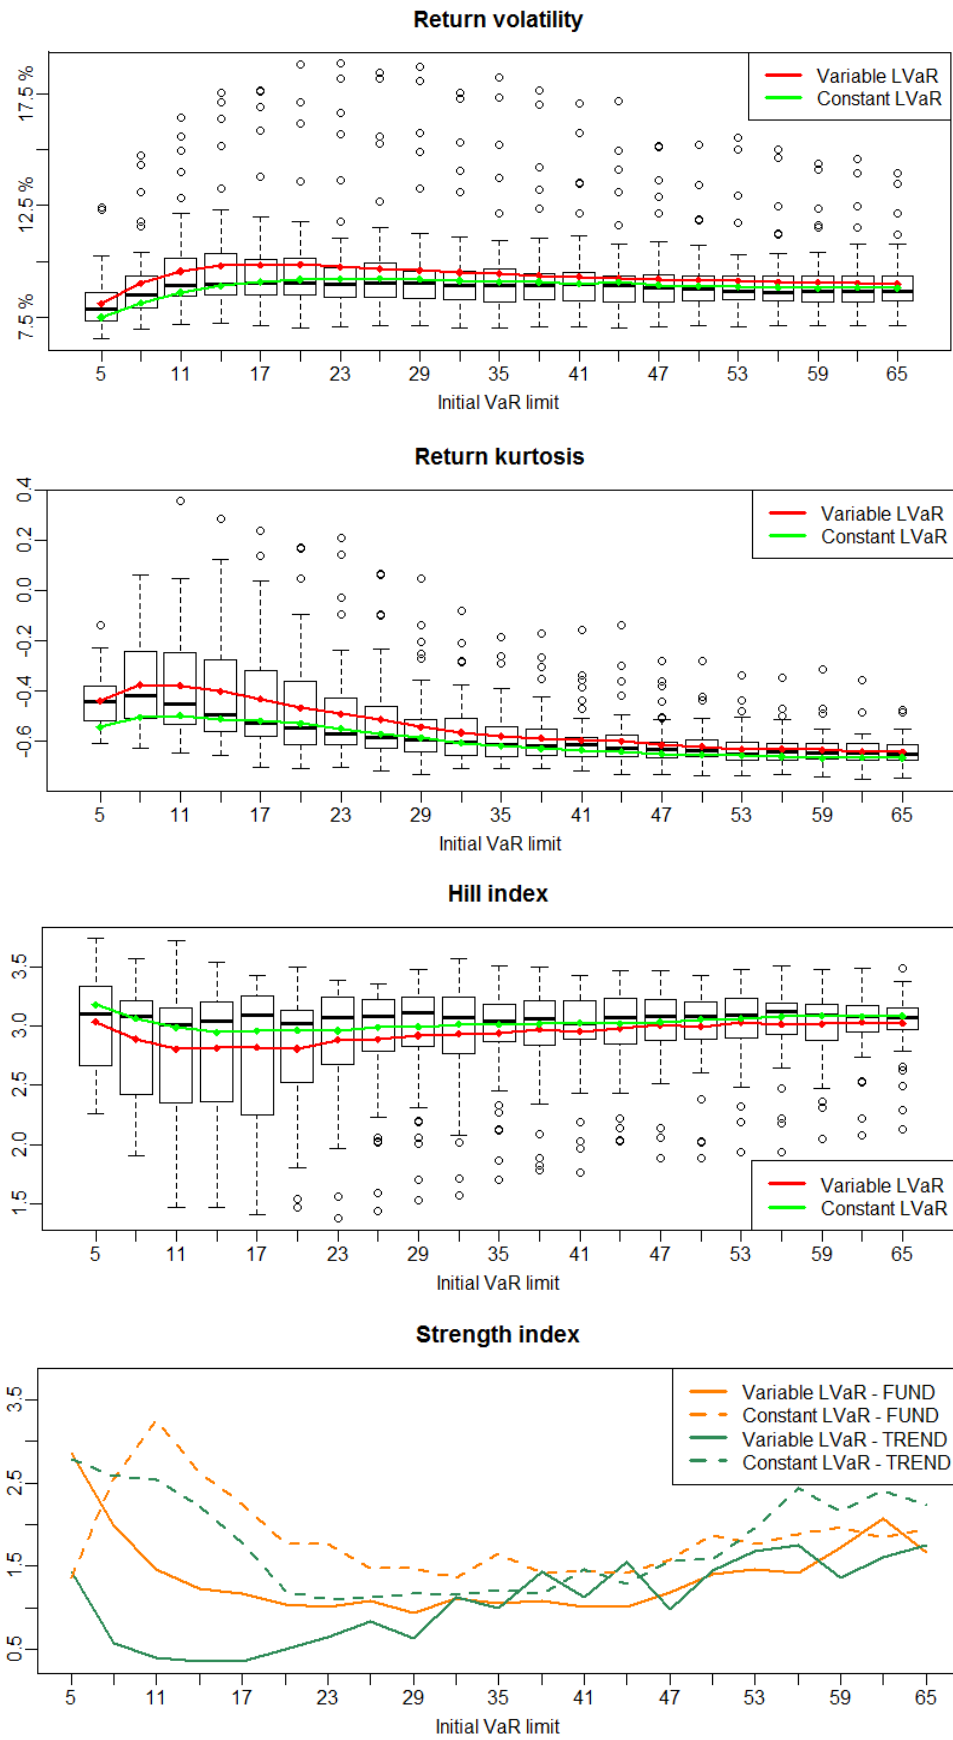 Return volatility
17.5 %
12.5 %
7.5 %
Variable LVaR
Constant LVaR
5 11 17 23 29 35 41 47 53 59 65
Initial VaR limit
Return kurtosis
0.4
0.2
0.0
-0.2
-0.4
-0.6
Variable LVaR
Constant LVaR
5 11 17 23 29 35 41 47 53 59 65
Initial VaR limit
Hill index
3.5
3.0
2.5
2.0
1.5
Variable LVaR
Constant LVaR
5 11 17 23 29 35 41 47 53 59 65
Initial VaR limit
Strength index
3.5
2.5
1.5
0.5
Variable LVaR - FUND
Constant LVaR - FUND
Variable LVaR - TREND
Constant LVaR - TREND
5 11 17 23 29 35 41 47 53 59 65
Initial VaR limit